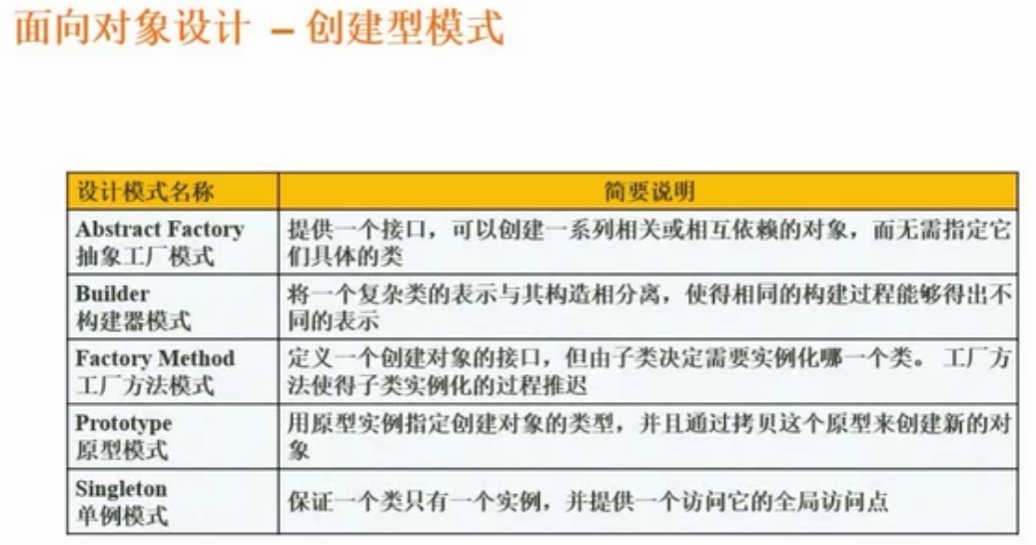 面向对象设计 – 创建型模式
设计模式名称
简要说明
Abstract Factory
抽象工厂模式
提供一个接口，可以创建一系列相关或相互依赖的对象，而无需指定它
们具体的类
Builder
构建器模式
将一个复杂类的表示与其构造相分离，使得相同的构建过程能够得出不
同的表示
Factory Method
工厂方法模式
定义一个创建对象的接口，但由子类决定需要实例化哪一个类。 工厂方
法使得子类实例化的过程推迟
Prototype
原型模式
用原型实例指定创建对象的类型，并且通过拷贝这个原型来创建新的对
象
Singleton
单例模式
保证一个类只有一个实例，并提供一个访问它的全局访问点